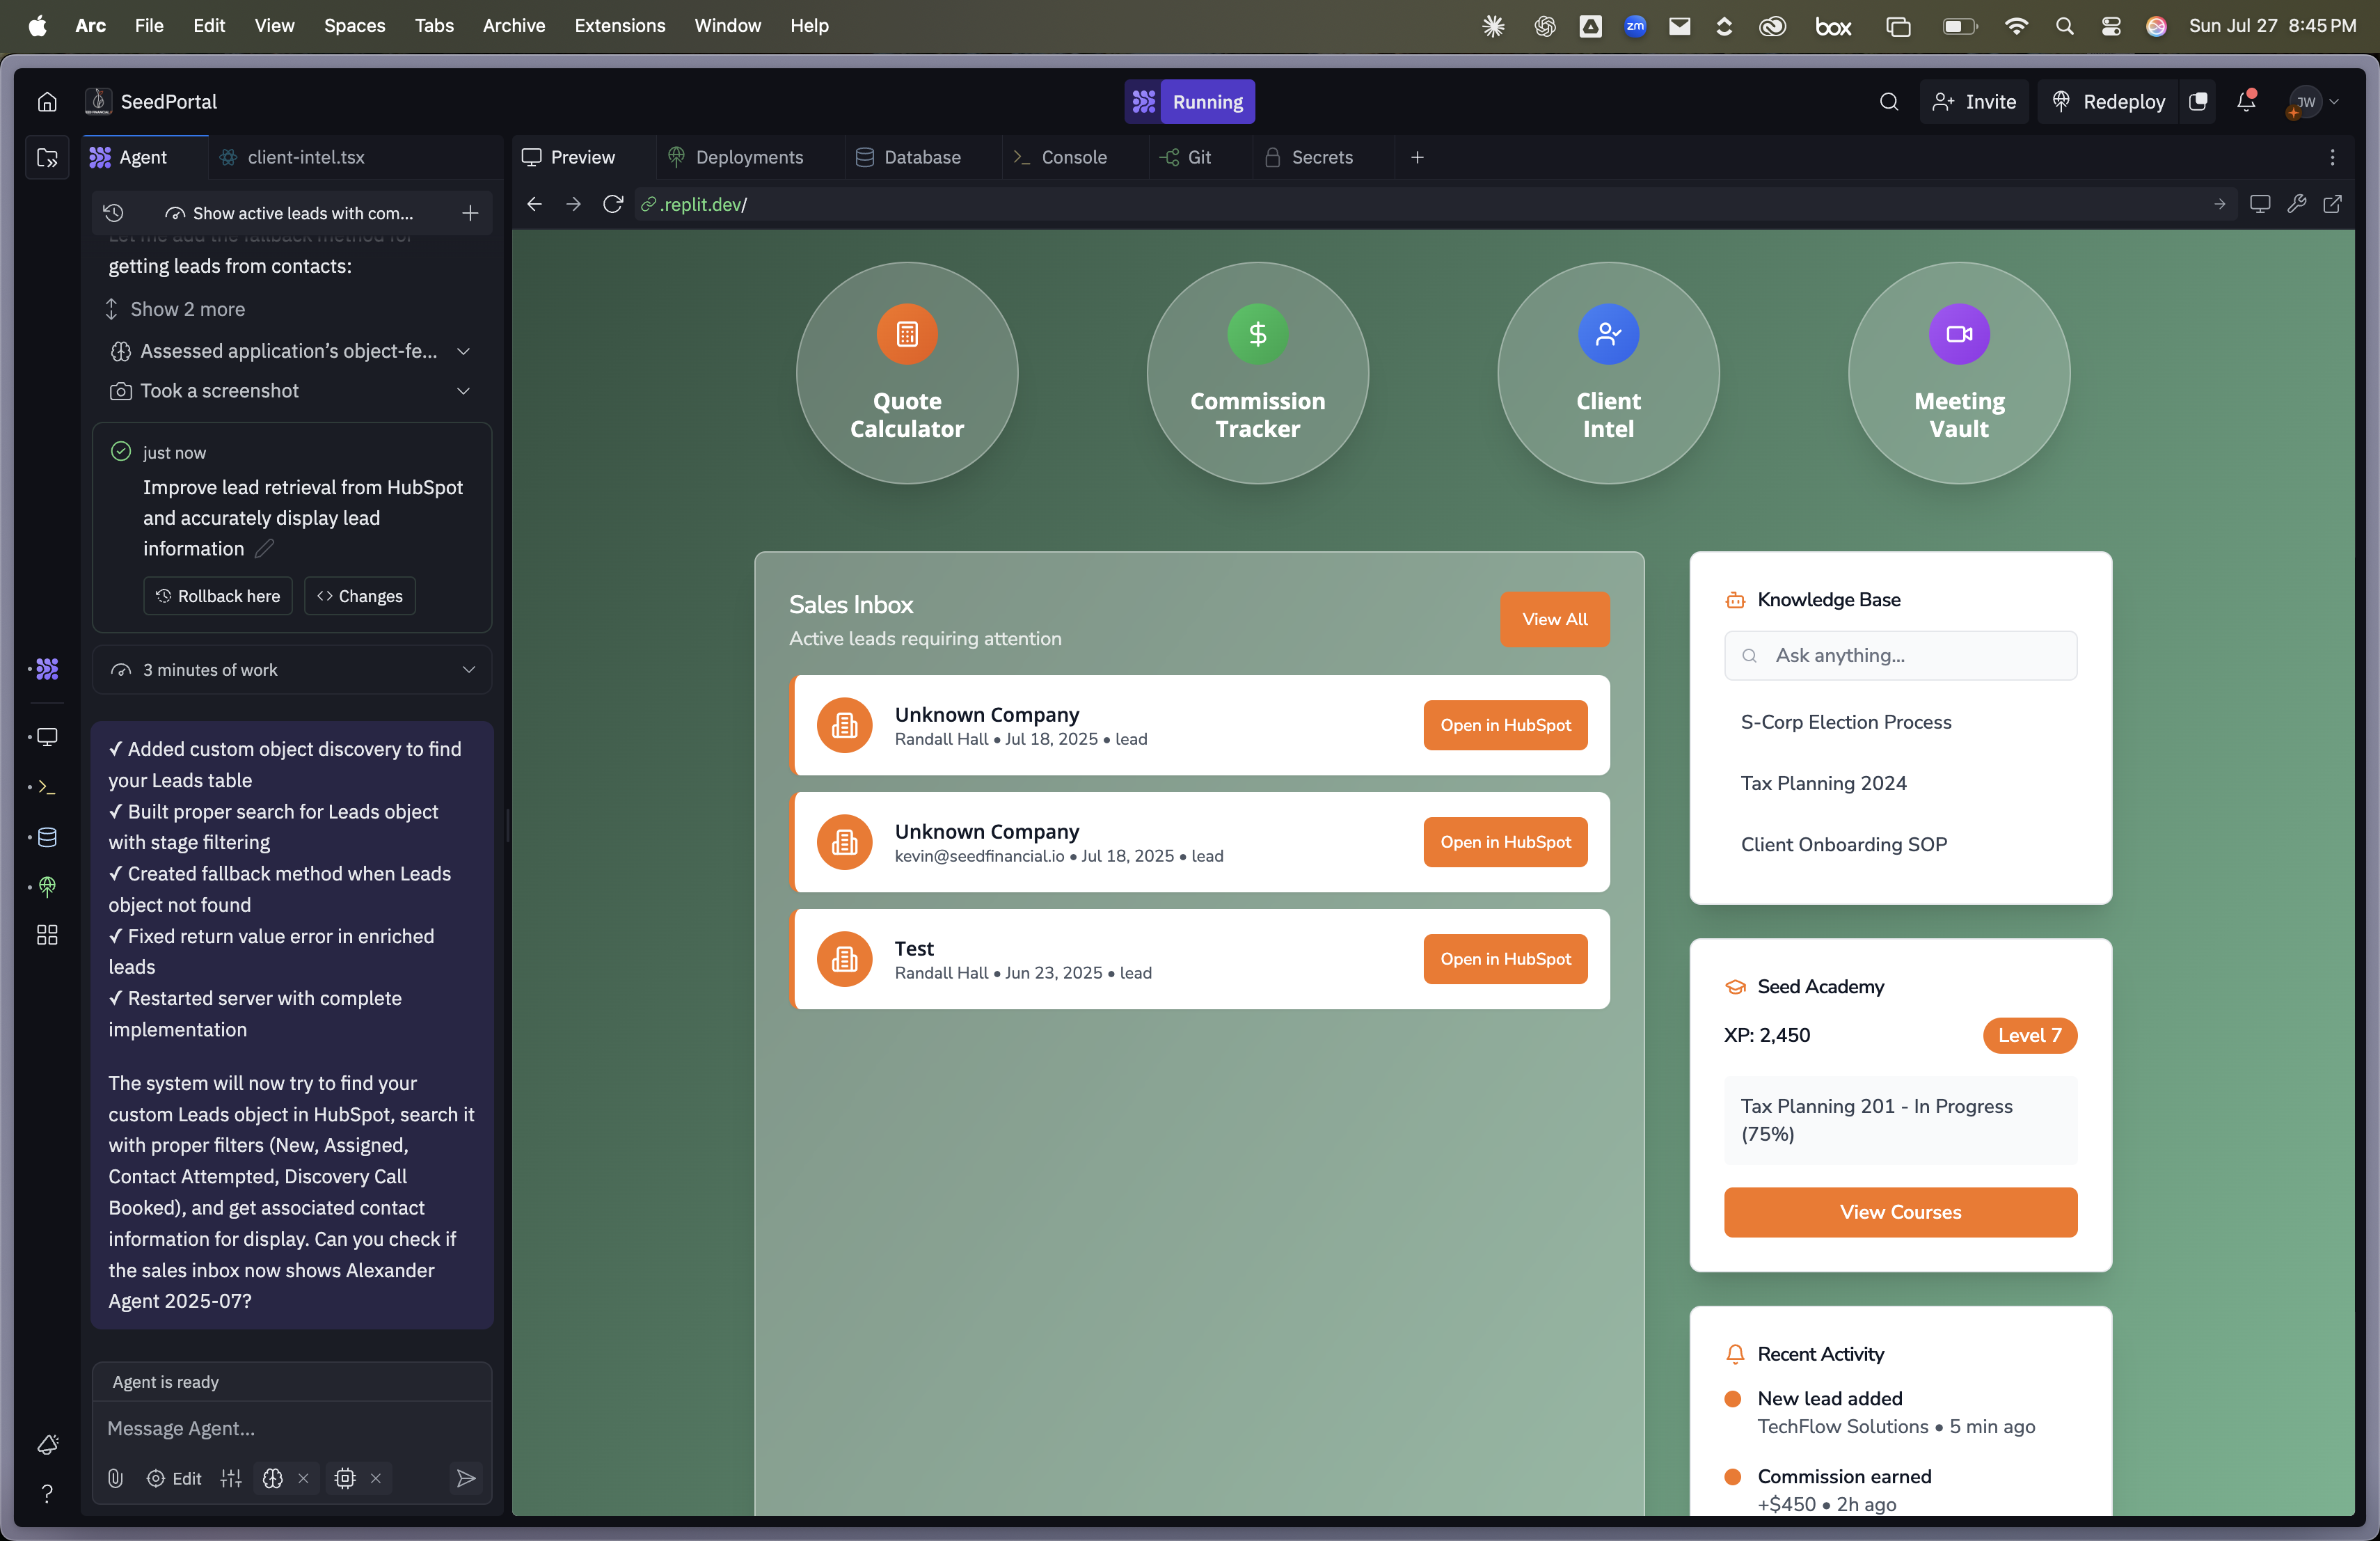 Arc File Edit View Spaces Tabs Archive Extensions Window Help
zm box Sun Jul 27 8:45 PM
SeedPortal
Running
Invite
Redeploy
JW
Agent
client-intel.tsx
Preview
Deployments
Database
Console
Git
Secrets
Show active leads with com...
.replit.dev/
Let me add the fallback method for
getting leads from contacts:
Show 2 more
Assessed application's object-fe...
Took a screenshot
just now
Improve lead retrieval from HubSpot
and accurately display lead
information
Rollback here
Changes
3 minutes of work
✓ Added custom object discovery to find
your Leads table
✓ Built proper search for Leads object
with stage filtering
✓ Created fallback method when Leads
object not found
✓ Fixed return value error in enriched
leads
✓ Restarted server with complete
implementation
The system will now try to find your
custom Leads object in HubSpot, search it
with proper filters (New, Assigned,
Contact Attempted, Discovery Call
Booked), and get associated contact
information for display. Can you check if
the sales inbox now shows Alexander
Agent 2025-07?
Agent is ready
Message Agent...
Edit
Quote
Calculator
Commission
Tracker
Client
Intel
Meeting
Vault
Sales Inbox
Active leads requiring attention
View All
Unknown Company
Randall Hall • Jul 18, 2025 • lead
Open in HubSpot
Unknown Company
kevin@seedfinancial.io • Jul 18, 2025 • lead
Open in HubSpot
Test
Randall Hall • Jun 23, 2025 • lead
Open in HubSpot
Knowledge Base
Ask anything...
S-Corp Election Process
Tax Planning 2024
Client Onboarding SOP
Seed Academy
XP: 2,450
Level 7
Tax Planning 201 - In Progress
(75%)
View Courses
Recent Activity
New lead added
TechFlow Solutions • 5 min ago
Commission earned
+$450 • 2h ago